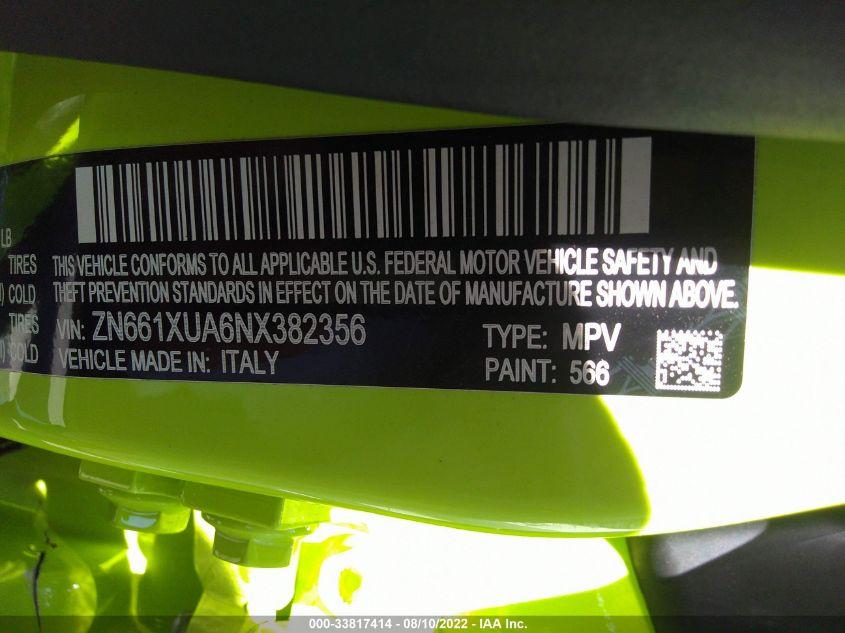 LB
TIRES
COLD
TIRES
COLD
THIS VEHICLE CONFORMS TO ALL APPLICABLE U.S. FEDERAL MOTOR VEHICLE SAFETY AND
THEFT PREVENTION STANDARDS IN EFFECT ON THE DATE OF MANUFACTURE SHOWN ABOVE.
VIN: ZN661XUA6NX382356
VEHICLE MADE IN: ITALY
TYPE: MPV
PAINT: 566
000-33817414 - 08/10/2022 - IAA Inc.